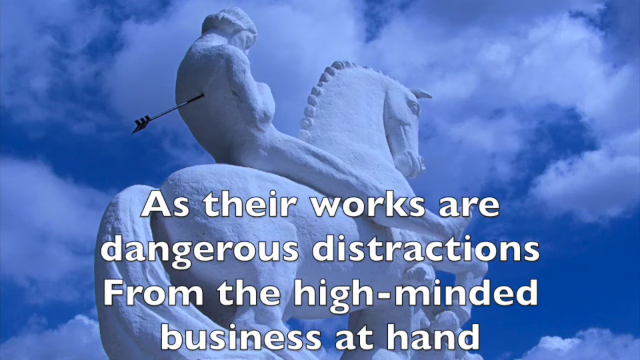 As their works are
dangerous distractions
From the high-minded
business at hand